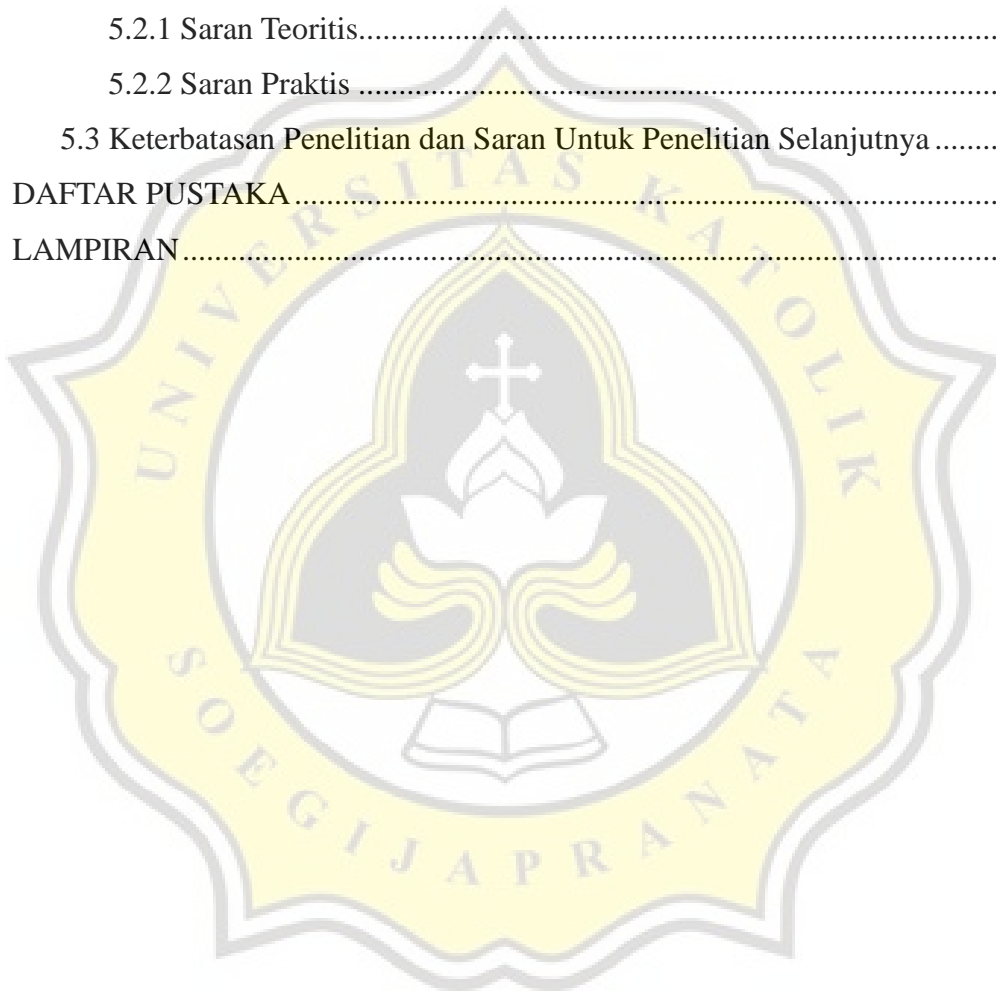 5.2.1 Saran Teoritis..............................................................................
5.2.2 Saran Praktis ..............................................................................
5.3 Keterbatasan Penelitian dan Saran Untuk Penelitian Selanjutnya ........
DAFTAR PUSTAKA ......................................................................................
LAMPIRAN....................................................................................................
UNIVERSITAS KATOLIK
SOEGIJAPRANATA